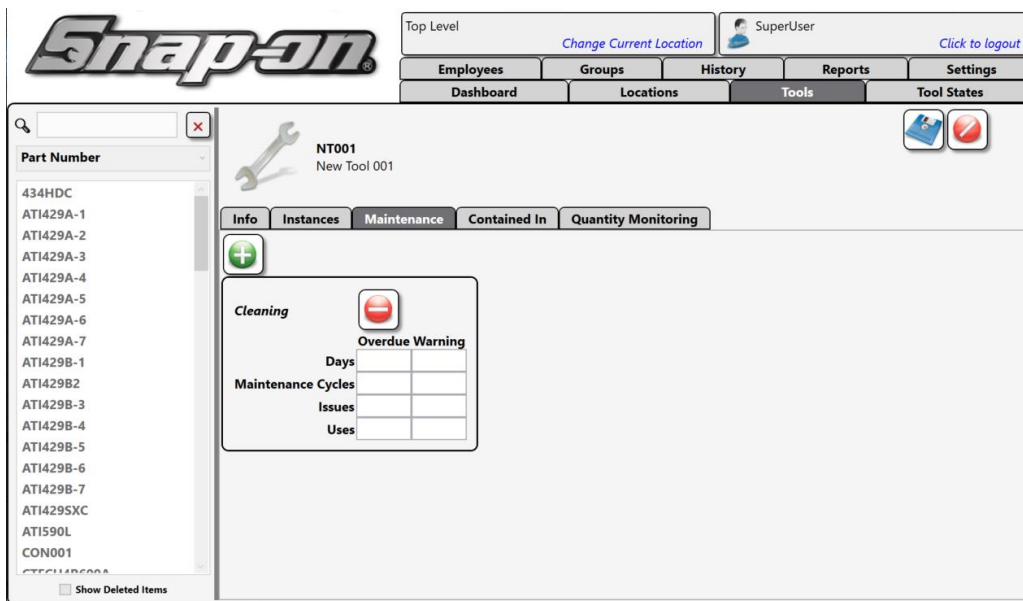 Snap-on®
Top Level
Change Current Location
SuperUser
Click to logout
Employees Groups History Reports Settings
Dashboard Locations Tools Tool States
Part Number
434HDC
ATI429A-1
ATI429A-2
ATI429A-3
ATI429A-4
ATI429A-5
ATI429A-6
ATI429A-7
ATI429B-1
ATI429B2
ATI429B-3
ATI429B-4
ATI429B-5
ATI429B-6
ATI429B-7
ATI429SXC
ATI590L
CON001
Show Deleted Items
NT001
New Tool 001
Info Instances Maintenance Contained In Quantity Monitoring
Cleaning
Overdue Warning
Days
Maintenance Cycles
Issues
Uses